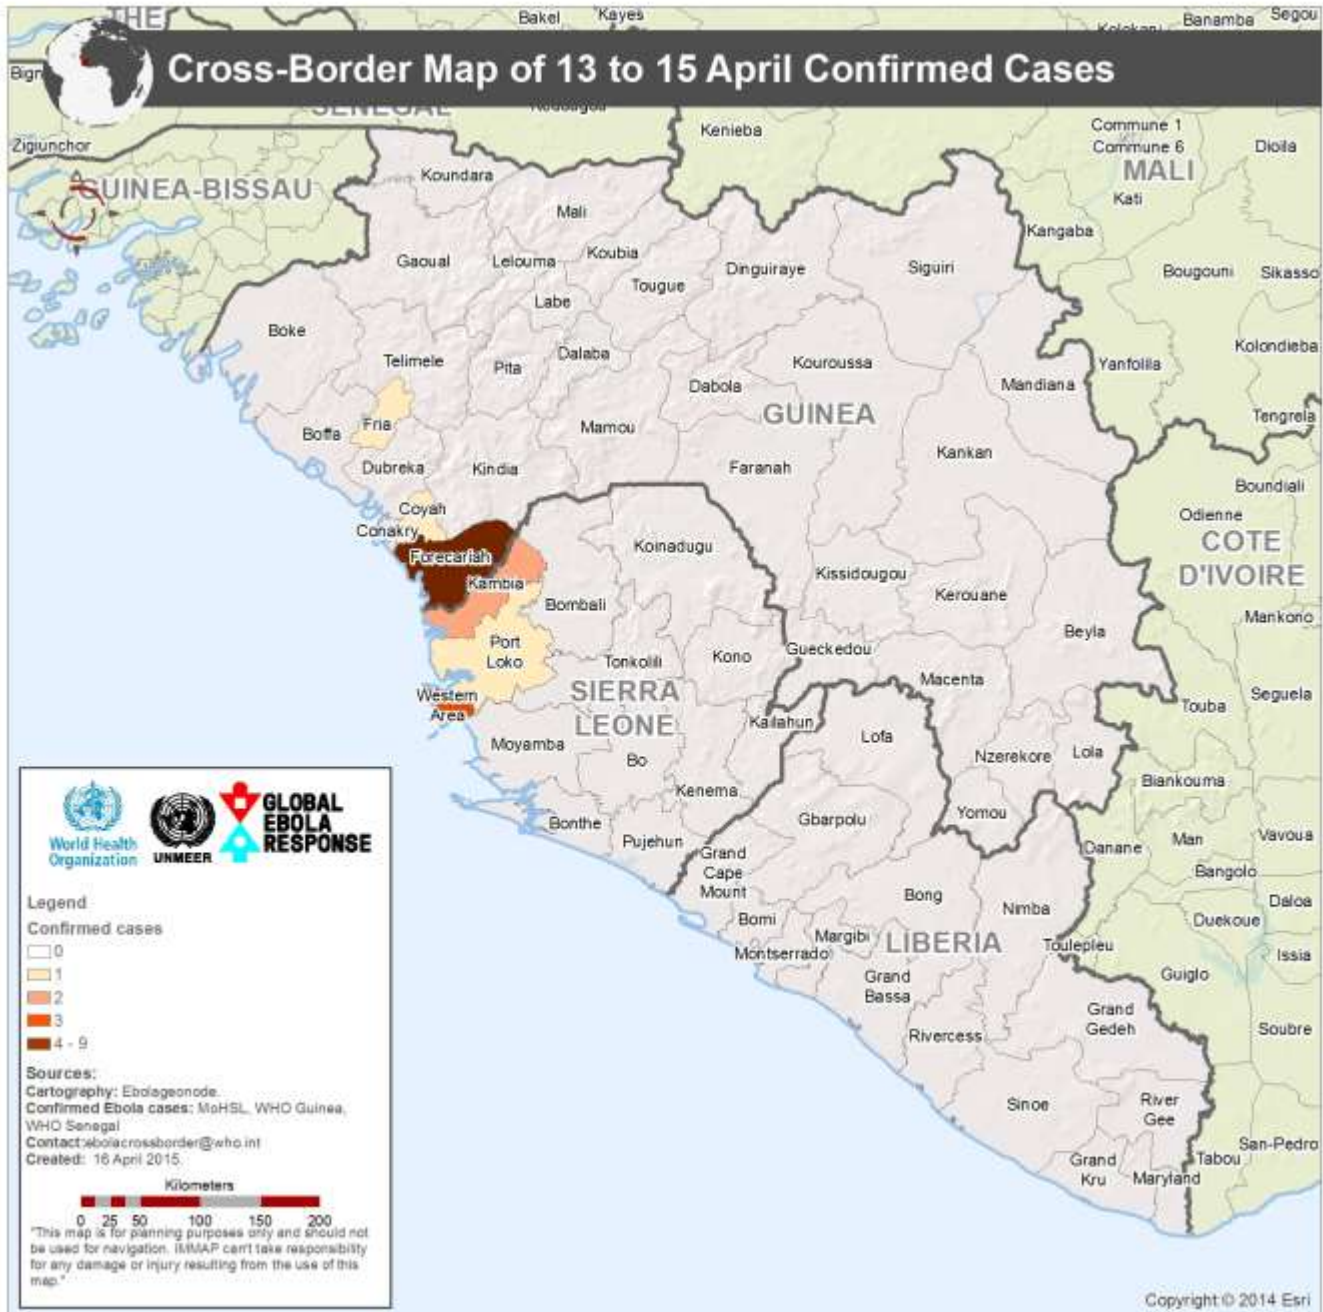 THE
Bakel
Kayes
Kolokani
Banamba
Segou
Bign
Cross-Border Map of 13 to 15 April Confirmed Cases
SENEGAL
Kenieba
Commune 1
Commune 6
Dioila
Zigiunchor
MALI
Koundara
GUINEA-BISSAU
Kati
Mali
Kangaba
Koubia
Gaoual
Lelouma
Dinguiraye
Siguiri
Bougouni
Sikasso
Tougue
Labe
Boke
Kolondieba
Dalaba
Telimele
Pita
Kouroussa
Yanfolila
Dabola
Mandiana
GUINEA
Tengrela
Fria
Boffa
Mamou
Kankan
Dubreka
Kindia
Faranah
Boundiali
Coyah
Odienne
Conakry
COTE
D'IVOIRE
Koinadugu
Forecariah
Kissidougou
Kambia
Kerouane
Bombali
Mankono
Beyla
Port
Loko
Gueckedou
Tonkolili
Kono
Macenta
Western
Area
SIERRA
LEONE
Seguela
Touba
Kailahun
Lofa
Moyamba
Nzerekore
Lola
Bo
Biankouma
Kenema
Yomou
Gbarpolu
Bonthe
Pujehun
Danane
Man
Vavoua
Grand
Cape
Mount
Bangolo
Bong
Nimba
Daloa
Bomi
Duekoue
Margibi
LIBERIA
Toulepleu
Montserrado
Issia
Guiglo
Grand
Bassa
Grand
Gedeh
Rivercess
Soubre
Sinoe
River
Gee
San-Pedro
Tabou
Grand
Kru
Maryland
World Health
Organization
UNMEER
GLOBAL
EBOLA
RESPONSE
Legend
Confirmed cases
0
1
2
3
4 - 9
Sources:
Cartography: Ebolageonode.
Confirmed Ebola cases: MoHSL, WHO Guinea,
WHO Senegal
Contact:ebolacrossborder@who.int
Created: 16 April 2015.
Kilometers
0 25 50 100 150 200
"This map is for planning purposes only and should not
be used for navigation. iMMAP can't take responsibility
for any damage or injury resulting from the use of this
map."
Copyright:© 2014 Esri